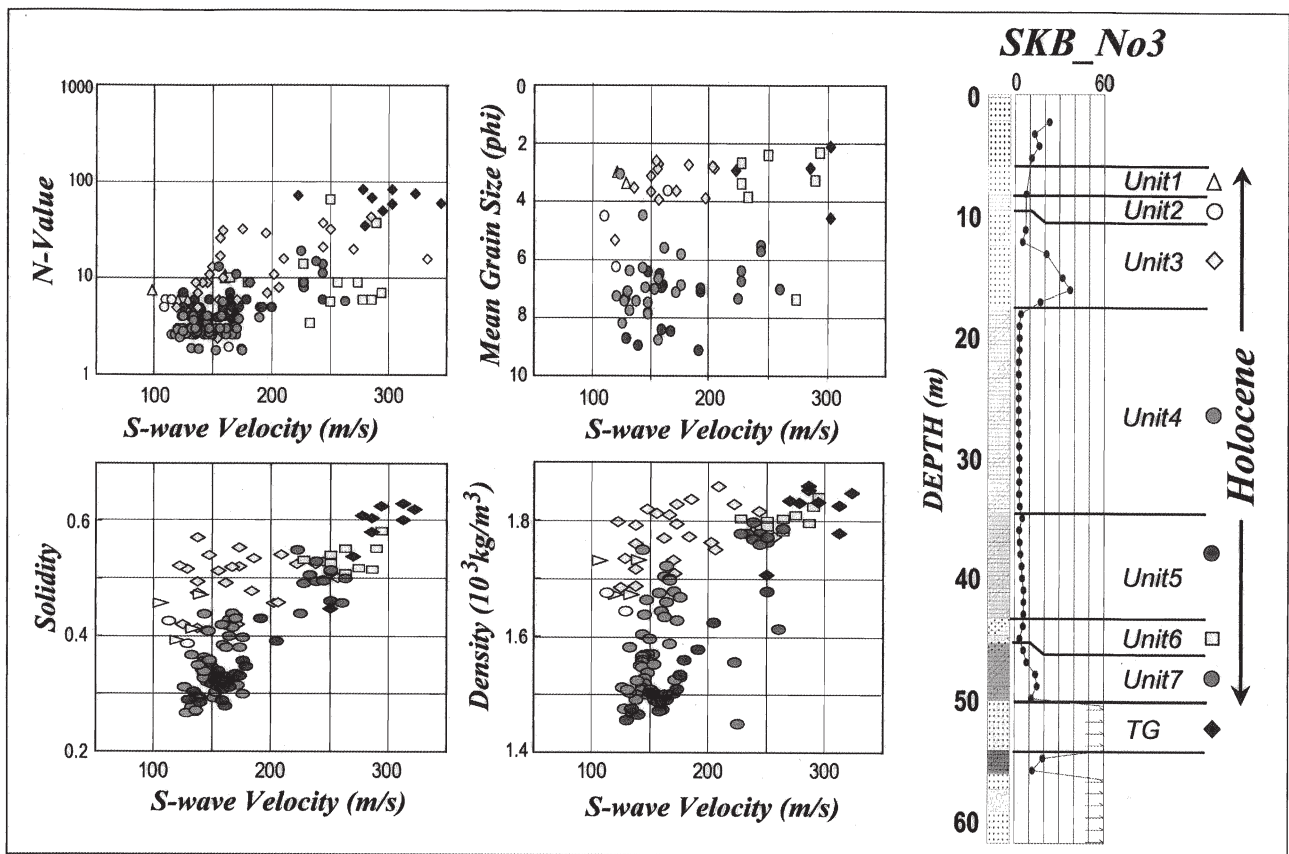 1000
100
10
1
N-Value
100
150
200
250
300
S-wave Velocity (m/s)
0
2
4
6
8
10
Mean Grain Size (phi)
100
200
300
S-wave Velocity (m/s)
0.6
0.4
0.2
Solidity
100
200
300
S-wave Velocity (m/s)
1.8
1.6
1.4
Density (10³kg/m³)
100
200
300
S-wave Velocity (m/s)
SKB_No3
0
60
0
10
20
30
40
50
60
DEPTH (m)
Unit1
Unit2
Unit3
Unit4
Unit5
Unit6
Unit7
TG
Holocene